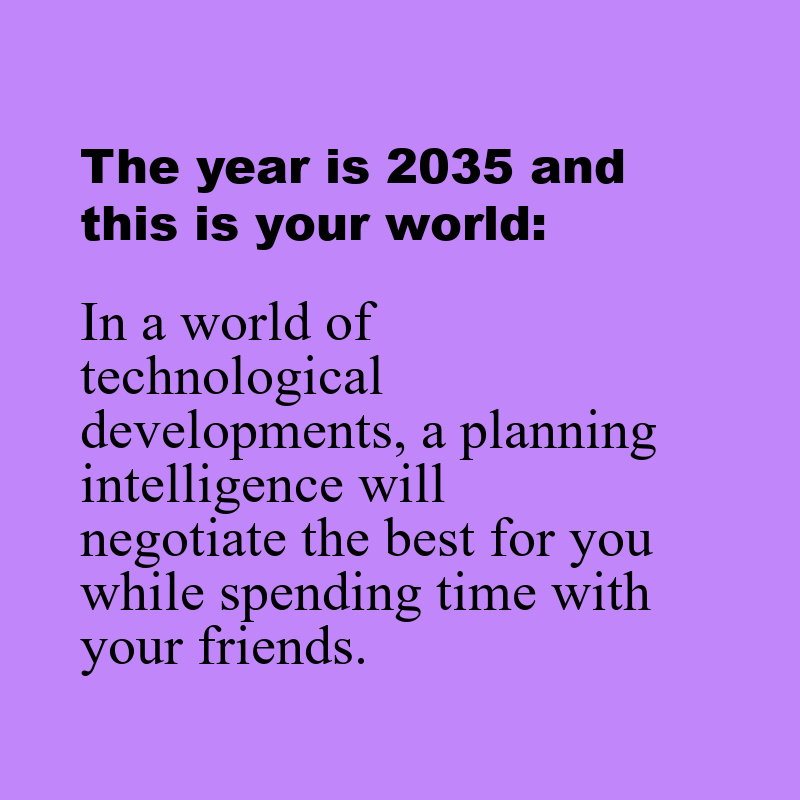 The year is 2035 and
this is your world:
In a world of
technological
developments, a planning
intelligence will
negotiate the best for you
while spending time with
your friends.